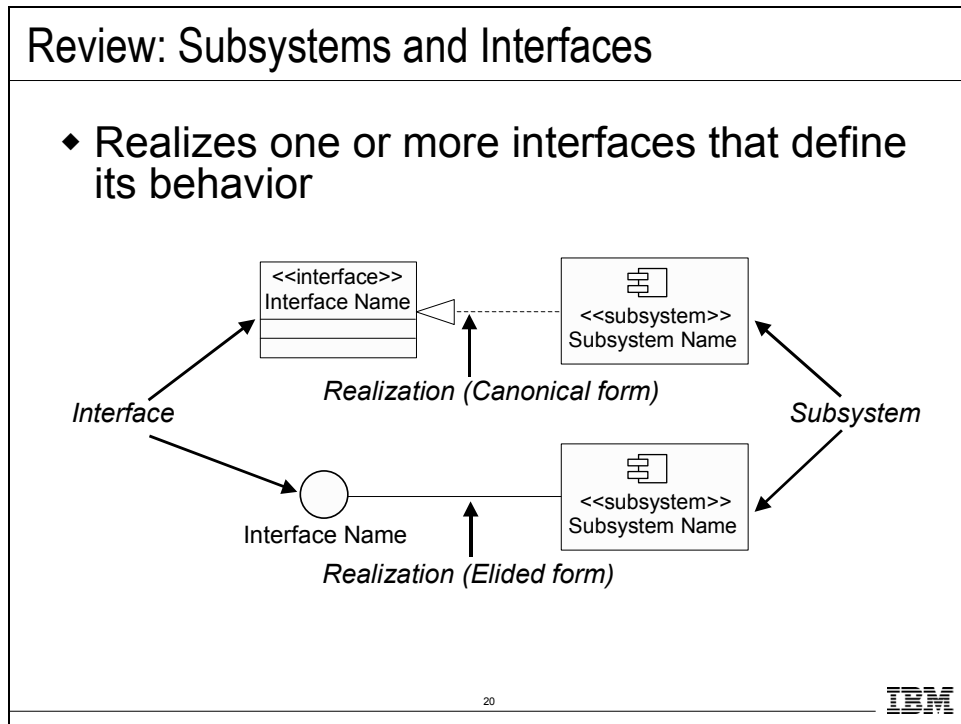 Review: Subsystems and Interfaces
◆ Realizes one or more interfaces that define
its behavior
<<interface>>
Interface Name
<<subsystem>>
Subsystem Name
Realization (Canonical form)
Interface
Subsystem
<<subsystem>>
Subsystem Name
Interface Name
Realization (Elided form)
20
IBM